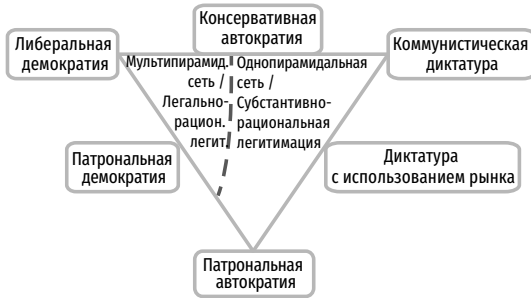 Консервативная
автократия
Либеральная
демократия
Коммунистическая
диктатура
Мультипирамид.
сеть /
Легально-
рацион.
легит.
Однопирамидальная
сеть /
Субстантивно-
рациональная
легитимация
Патрональная
демократия
Диктатура
с использованием рынка
Патрональная
автократия